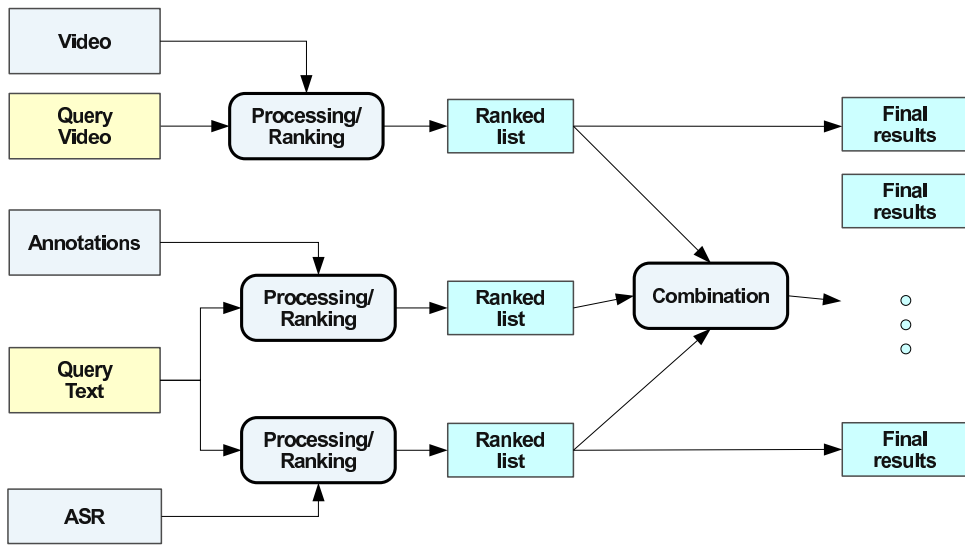 Video
Query
Video
Processing/
Ranking
Ranked
list
Final
results
Final
results
Annotations
Processing/
Ranking
Ranked
list
Combination
Query
Text
Processing/
Ranking
Ranked
list
Final
results
ASR